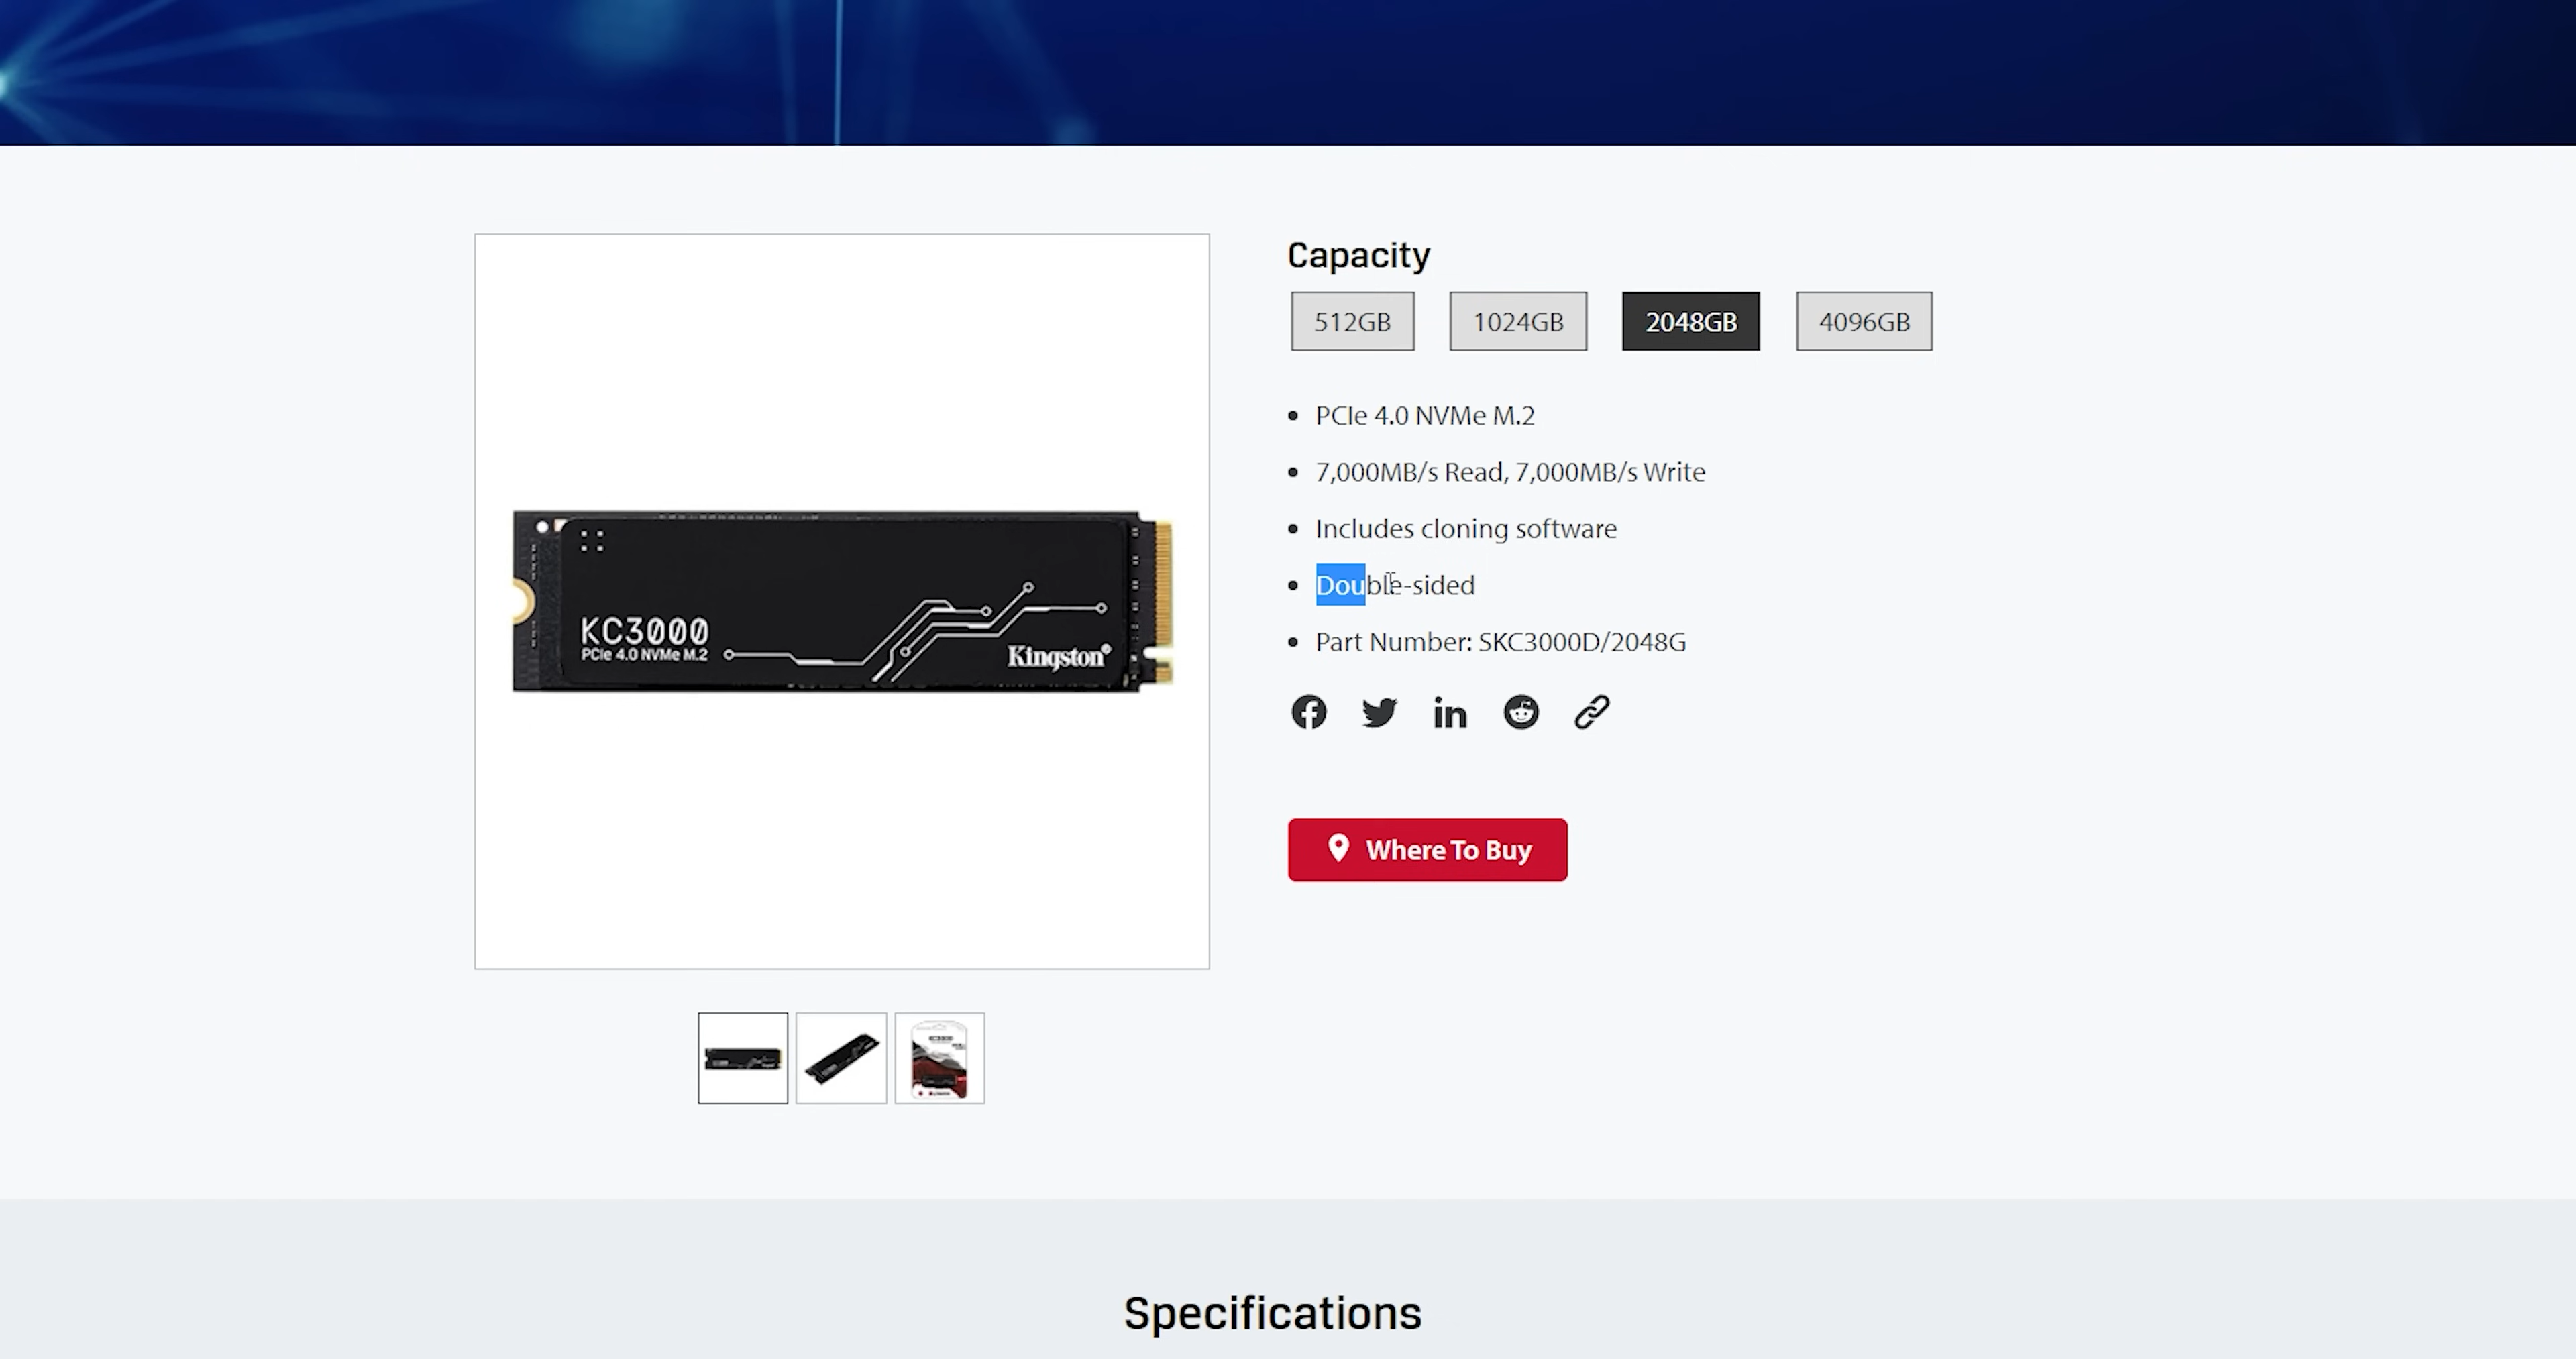 Capacity
512GB 1024GB 2048GB 4096GB
PCIe 4.0 NVMe M.2
7,000MB/s Read, 7,000MB/s Write
Includes cloning software
Double-sided
Part Number: SKC3000D/2048G
KC3000
PCIe 4.0 NVMe M.2
Kingston
Where To Buy
Specifications